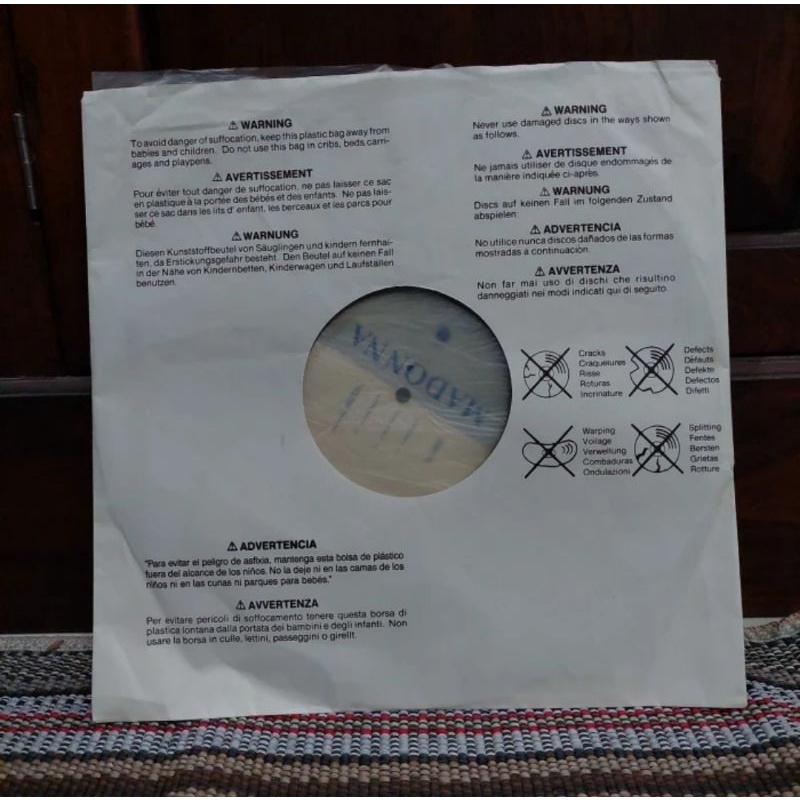 ⚠ WARNING
To avoid danger of suffocation, keep this plastic bag away from
babies and children. Do not use this bag in cribs, beds, carri-
ages and playpens.
⚠ AVERTISSEMENT
Pour éviter tout danger de suffocation, ne pas laisser ce sac
en plastique à la portée des bébés et des enfants. Ne pas lais-
ser ce sac dans les lits d' enfant, les berceaux et les parcs pour
bébé.
⚠ WARNUNG
Diesen Kunststoffbeutel von Säuglingen und kindern fernhal-
ten, da Erstickungsgefahr besteht. Den Beutel auf keinen Fall
in der Nähe von Kindernbetten, Kinderwagen und Laufstallen
benutzen.
⚠ WARNING
Never use damaged discs in the ways shown
as follows.
⚠ AVERTISSEMENT
Ne jamais utiliser de disque endommagés de
la manière indiquée ci-après.
⚠ WARNUNG
Discs auf keinen Fall im folgenden Zustand
abspielen.
⚠ ADVERTENCIA
No utilice nunca discos dañados de las formas
mostradas a continuación.
⚠ AVVERTENZA
Non far mai uso di dischi che risultino
danneggiati nei modi indicati qui di seguito.
MADONNA
Cracks
Craquelures
Risse
Roturas
Incrinature
Defects
Défauts
Defekte
Defectos
Difetti
Warping
Voilage
Verwellung
Combaduras
Ondulazioni
Splitting
Fentes
Bersten
Grietas
Rotture
⚠ ADVERTENCIA
"Para evitar el peligro de asfixia, mantenga esta bolsa de plástico
fuera del alcance de los niños. No la deje ni en las camas de los
niños ni en las cunas ni parques para bebés."
⚠ AVVERTENZA
Per evitare pericoli di soffocamento tenere questa borsa di
plastica lontana dalla portata dei bambini e degli infanti. Non
usare la borsa in culle, lettini, passeggini o girelli.